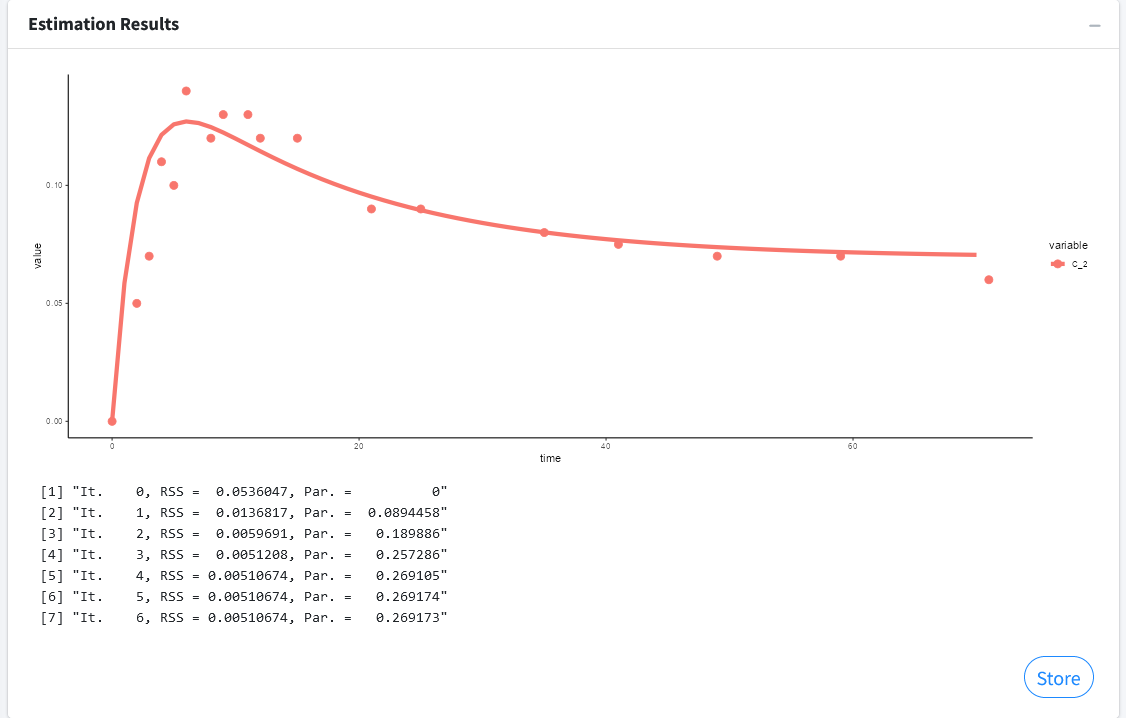 Estimation Results
0.10
0.05
0.00
value
0 20 40 60
time
variable
C_2
[1] "It.    0, RSS =  0.0536047, Par. =          0"
[2] "It.    1, RSS =  0.0136817, Par. =  0.0894458"
[3] "It.    2, RSS =  0.0059691, Par. =   0.189886"
[4] "It.    3, RSS =  0.0051208, Par. =   0.257286"
[5] "It.    4, RSS = 0.00510674, Par. =   0.269105"
[6] "It.    5, RSS = 0.00510674, Par. =   0.269174"
[7] "It.    6, RSS = 0.00510674, Par. =   0.269173"
Store